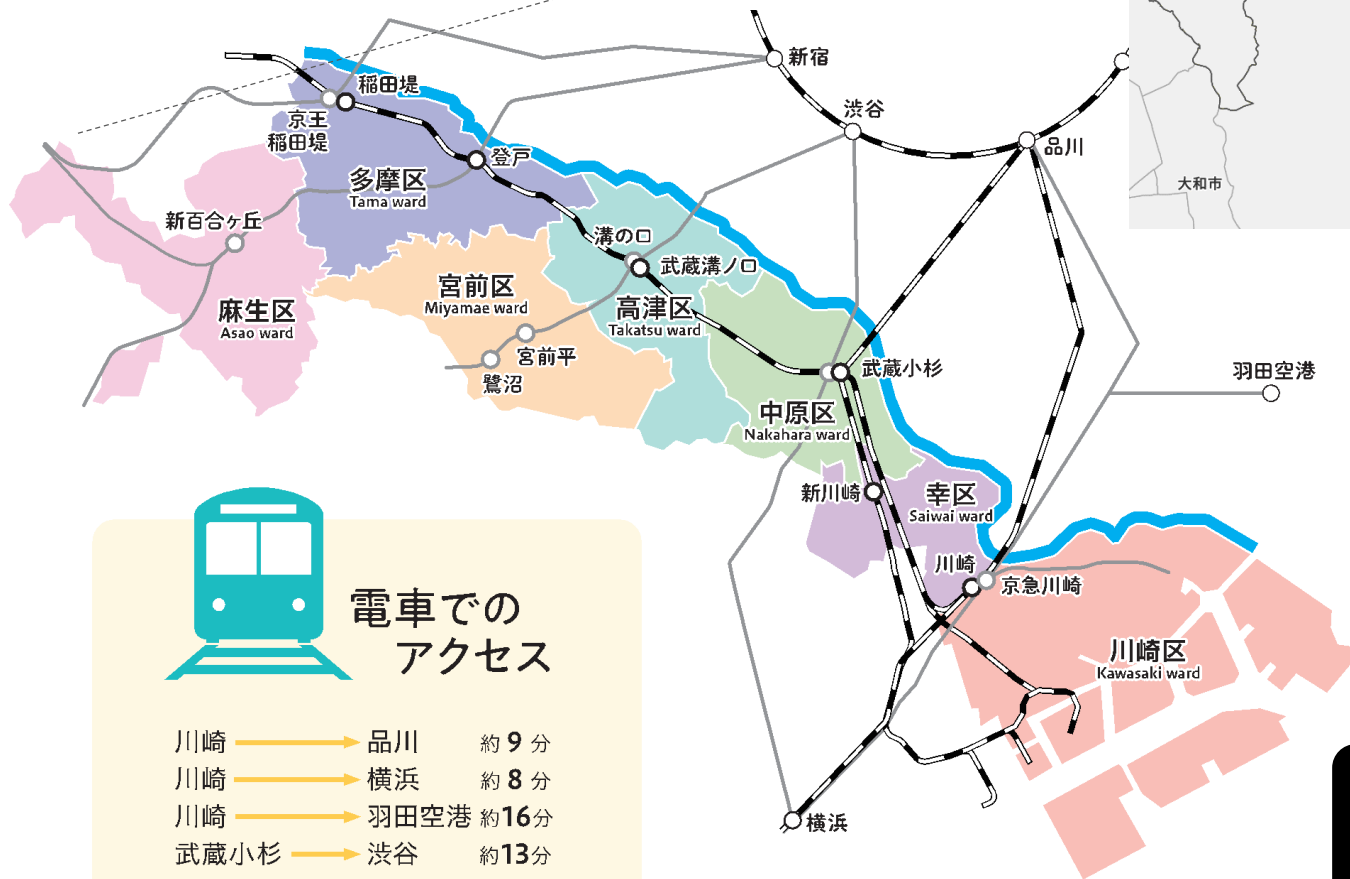 新宿
稲田堤
渋谷
京王
稲田堤
品川
登戸
多摩区
Tama ward
大和市
新百合ヶ丘
溝の口
武蔵溝ノ口
宮前区
Miyamae ward
高津区
Takatsu ward
麻生区
Asao ward
宮前平
鷺沼
武蔵小杉
羽田空港
中原区
Nakahara ward
新川崎
幸区
Saiwai ward
川崎
京急川崎
川崎区
Kawasaki ward
横浜
電車での
アクセス
川崎 → 品川 約9分
川崎 → 横浜 約8分
川崎 → 羽田空港 約16分
武蔵小杉 → 渋谷 約13分